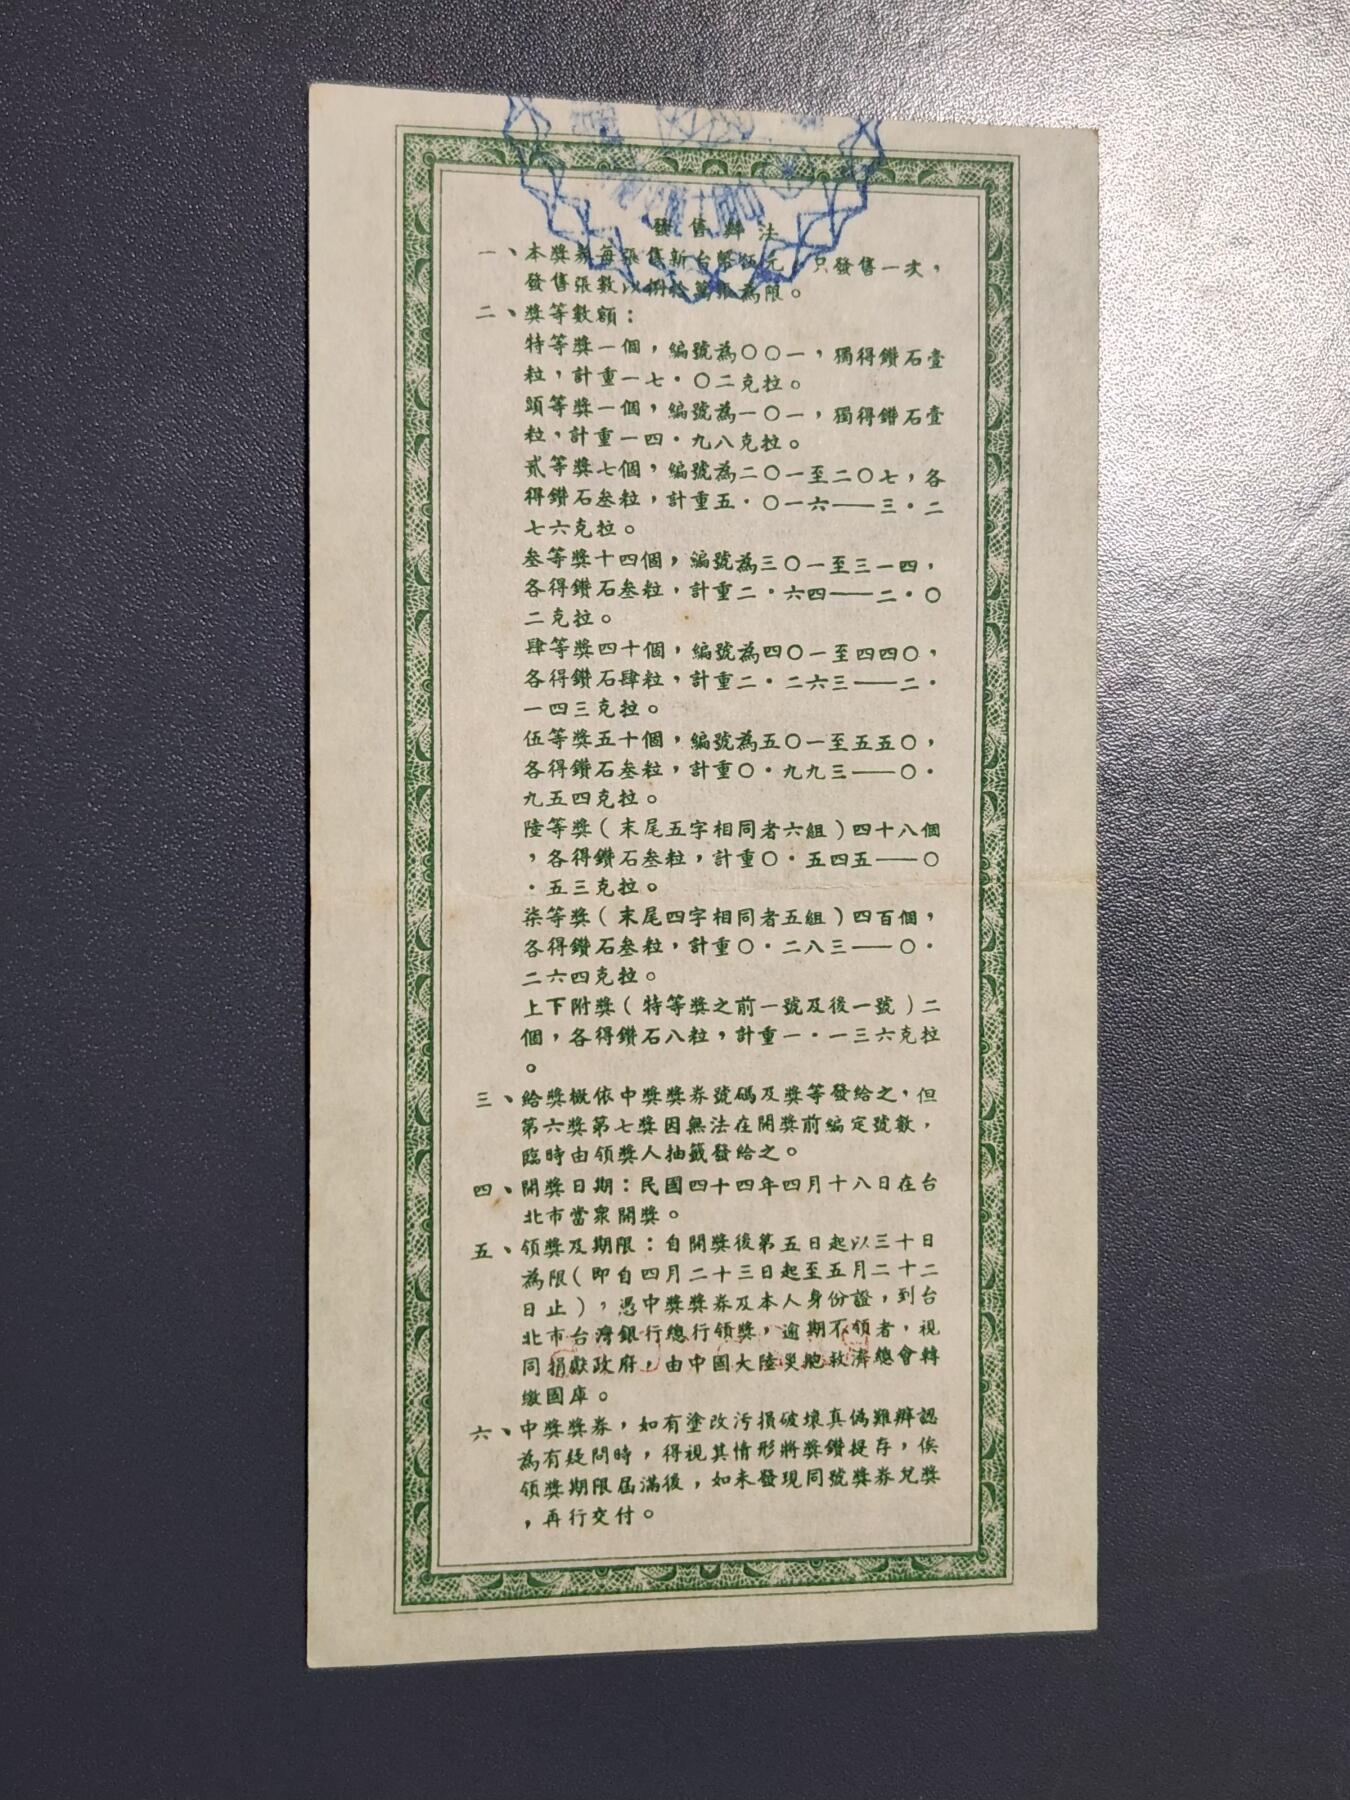 發售辦法
一、本獎券每張售新台幣伍元，只發售一次，
發售張數以捌拾萬張為限。
二、獎等數額：
特等獎一個，編號為〇〇一，獨得鑽石壹
粒，計重一七・〇二克拉。
頭等獎一個，編號為一〇一，獨得鑽石壹
粒，計重一四・九八克拉。
貳等獎七個，編號為二〇一至二〇七，各
得鑽石叁粒，計重五・〇一六——三・二
七六克拉。
叁等獎十四個，編號為三〇一至三一四，
各得鑽石叁粒，計重二・六四——二・〇
二克拉。
肆等獎四十個，編號為四〇一至四四〇，
各得鑽石肆粒，計重二・二六三——二・
一四三克拉。
伍等獎五十個，編號為五〇一至五五〇，
各得鑽石叁粒，計重〇・九九三——〇・
九五四克拉。
陸等獎（末尾五字相同者六組）四十八個
，各得鑽石叁粒，計重〇・五四五——〇
・五三克拉。
柒等獎（末尾四字相同者五組）四百個，
各得鑽石叁粒，計重〇・二八三——〇・
二六四克拉。
上下附獎（特等獎之前一號及後一號）二
個，各得鑽石八粒，計重一・一三六克拉
。
三、給獎概依中獎獎券號碼及獎等發給之，但
第六獎第七獎因無法在開獎前編定號數，
臨時由領獎人抽籤發給之。
四、開獎日期：民國四十四年四月十八日在台
北市當眾開獎。
五、領獎及期限：自開獎後第五日起以三十日
為限（即自四月二十三日起至五月二十二
日止），憑中獎獎券及本人身份證，到台
北市台灣銀行總行領獎，逾期不領者，視
同捐獻政府，由中國大陸災胞救濟總會轉
繳國庫。
六、中獎獎券，如有塗改污損破壞真偽難辨認
為有疑問時，得視其情形將獎鑽提存，俟
領獎期限屆滿後，如未發現同號獎券兌獎
，再行交付。